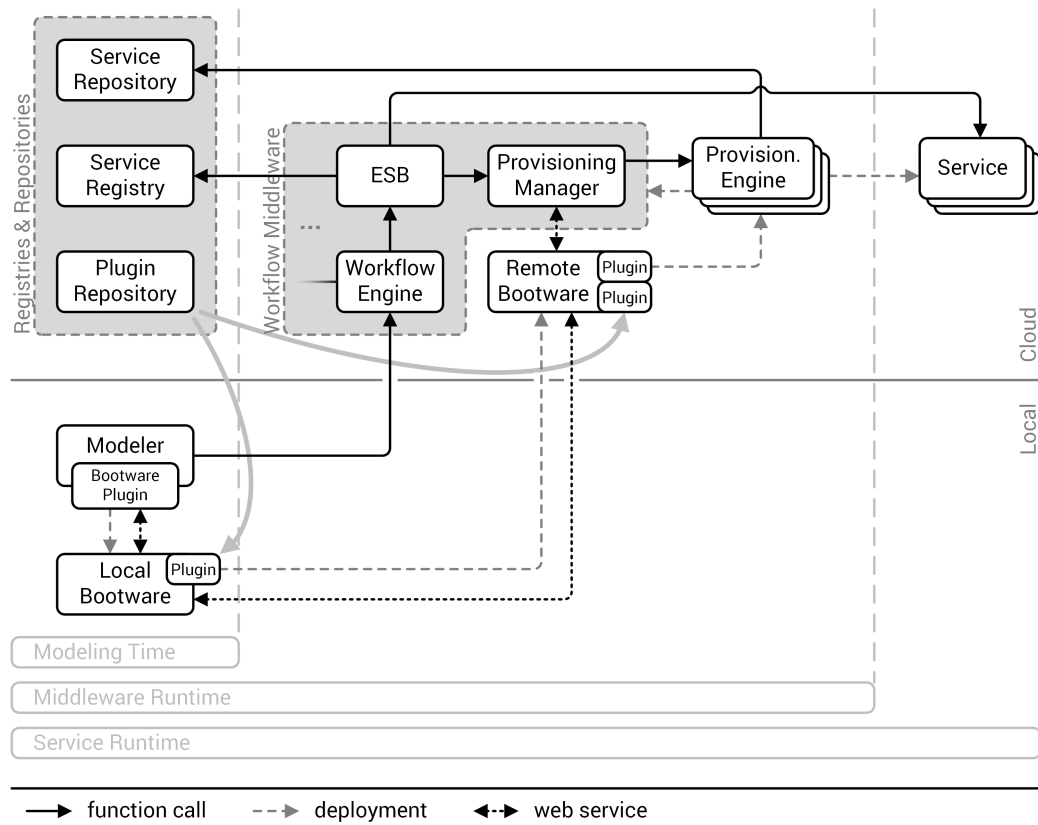 Registries & Repositories
Service
Repository
Service
Registry
Plugin
Repository
Workflow Middleware
ESB
Provisioning
Manager
...
Workflow
Engine
Remote
Bootware
Plugin
Plugin
Provision.
Engine
Service
Cloud
Local
Modeler
Bootware
Plugin
Local
Bootware
Plugin
Modeling Time
Middleware Runtime
Service Runtime
function call
deployment
web service